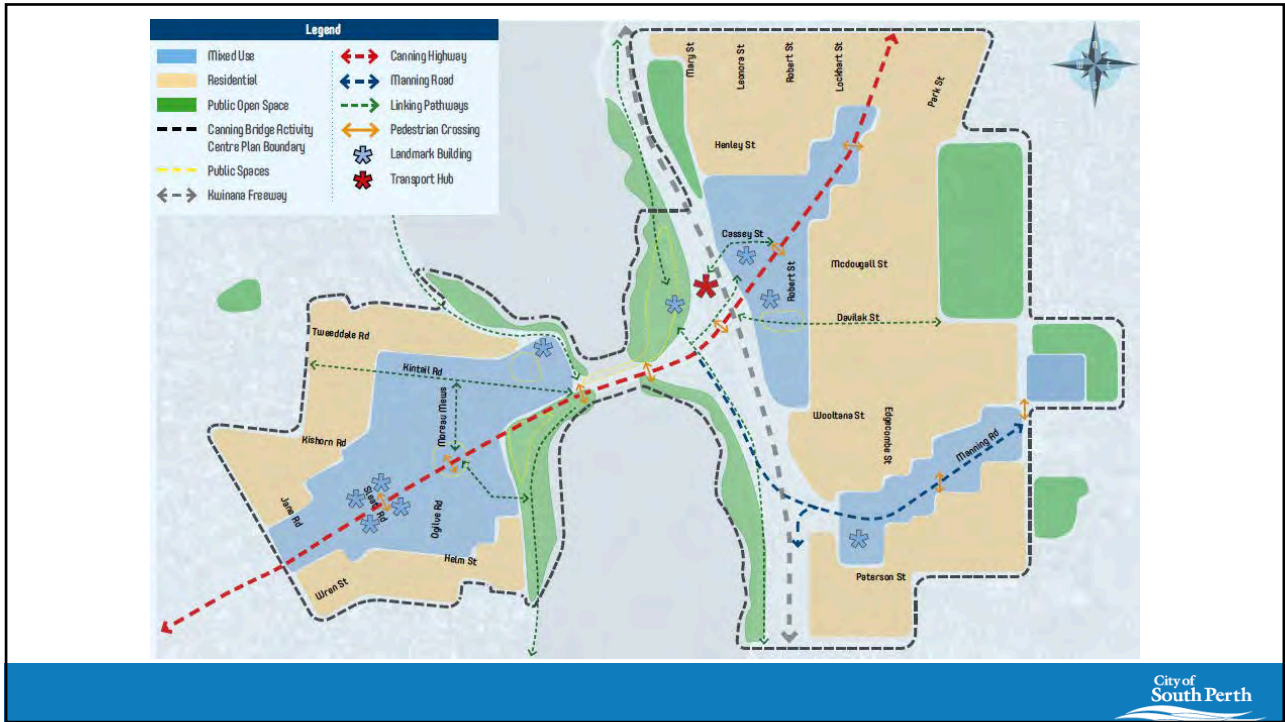 Legend
Mixed Use
Residential
Public Open Space
Canning Bridge Activity
Centre Plan Boundary
Public Spaces
Kwinana Freeway
Canning Highway
Manning Road
Linking Pathways
Pedestrian Crossing
Landmark Building
Transport Hub
Mary St
Leonora St
Robert St
Lockhart St
Park St
Henley St
Cassey St
Robert St
Mcdougall St
Davilak St
Tweeddale Rd
Kintail Rd
Moreau Mews
Kishorn Rd
Jane Rd
Sleat Rd
Ogilve Rd
Helm St
Wren St
Wooltana St
Edgecombe St
Manning Rd
Paterson St
City of
South Perth